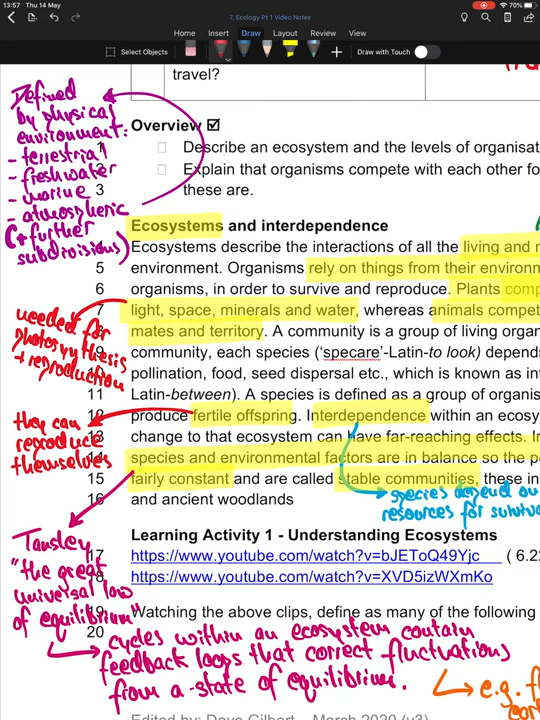 13:57 Thu 14 May
70%
7. Ecology Pt 1 Video Notes
Home Insert Draw Layout Review View
Select Objects
Draw with Touch
travel?
Defined
by physical
environment:
- terrestrial
- freshwater
- marine
- atmospheric
(+ further
subdivisions)
Overview ☑
1 Describe an ecosystem and the levels of organisat
2 Explain that organisms compete with each other fo
3 these are.
Ecosystems and interdependence
4 Ecosystems describe the interactions of all the living and n
5 environment. Organisms rely on things from their environm
6 organisms, in order to survive and reproduce. Plants comp
7 light, space, minerals and water, whereas animals compet
8 mates and territory. A community is a group of living organ
9 community, each species ('specare'-Latin-to look) depends
10 pollination, food, seed dispersal etc., which is known as int
11 Latin-between). A species is defined as a group of organis
12 produce fertile offspring. Interdependence within an ecosy
13 change to that ecosystem can have far-reaching effects. In
14 species and environmental factors are in balance so the p
15 fairly constant and are called stable communities, these in
16 and ancient woodlands
needed for
photosynthesis
+ reproduction
they can
reproduce
themselves
species depend on
resources for surviva
Learning Activity 1 - Understanding Ecosystems
17 https://www.youtube.com/watch?v=bJEToQ49Yjc ( 6.22
18 https://www.youtube.com/watch?v=XVD5izWXmKo
19 Watching the above clips, define as many of the following
20
Tansley
"the great
universal law
of equilibrium"
cycles within an ecosystem contain
feedback loops that correct fluctuations
from a state of equilibrium.
e.g. f
Edited by: Dave Gilbert - March 2020 (v3)